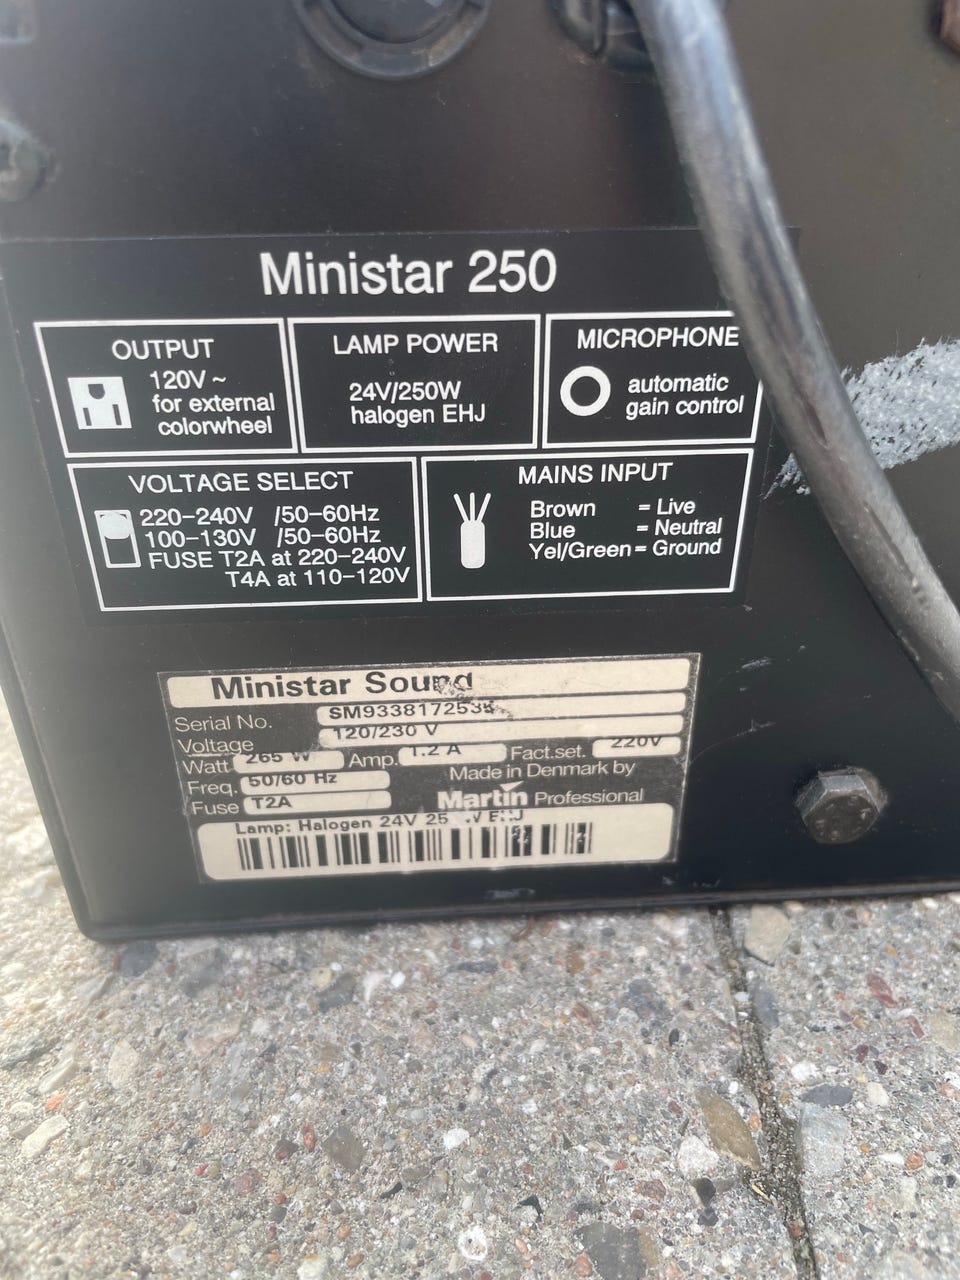 Ministar 250
OUTPUT
120V ~
for external
colorwheel
LAMP POWER
24V/250W
halogen EHJ
MICROPHONE
automatic
gain control
VOLTAGE SELECT
220-240V /50-60Hz
100-130V /50-60Hz
FUSE T2A at 220-240V
T4A at 110-120V
MAINS INPUT
Brown = Live
Blue = Neutral
Yel/Green = Ground
Ministar Sound
Serial No.
Voltage 120/230 V
Watt 265 W Amp. 1.2 A Fact.set. 220V
Freq. 50/60 Hz Made in Denmark by
Fuse T2A Martin Professional
Lamp: Halogen 24V